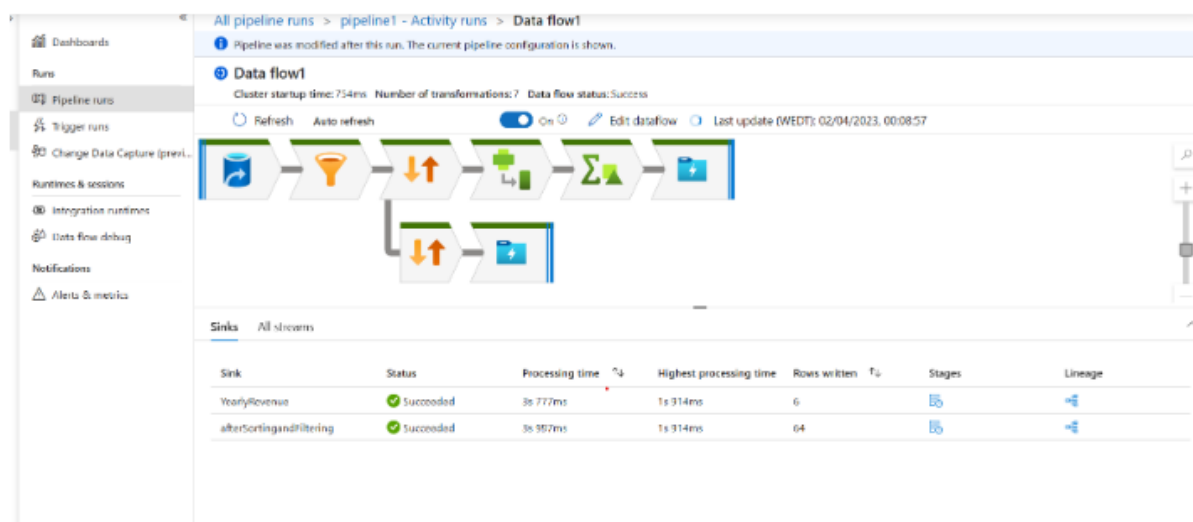 All pipeline runs > pipeline1 - Activity runs > Data flow1
Dashboards
Pipeline was modified after this run. The current pipeline configuration is shown.
Runs
Data flow1
Cluster startup time: 754ms Number of transformations: 7 Data flow status: Success
Pipeline runs
Refresh Auto refresh On Edit dataflow Last update (WEDT): 02/04/2023, 00:08:57
Trigger runs
Change Data Capture (previ...
Runtimes & sessions
Integration runtimes
Data flow debug
Notifications
Alerts & metrics
Sinks All streams
Sink Status Processing time Highest processing time Rows written Stages Lineage
YearlyRevenue Succeeded 3s 777ms 1s 914ms 6
afterSortingandFiltering Succeeded 3s 1s 914ms 64